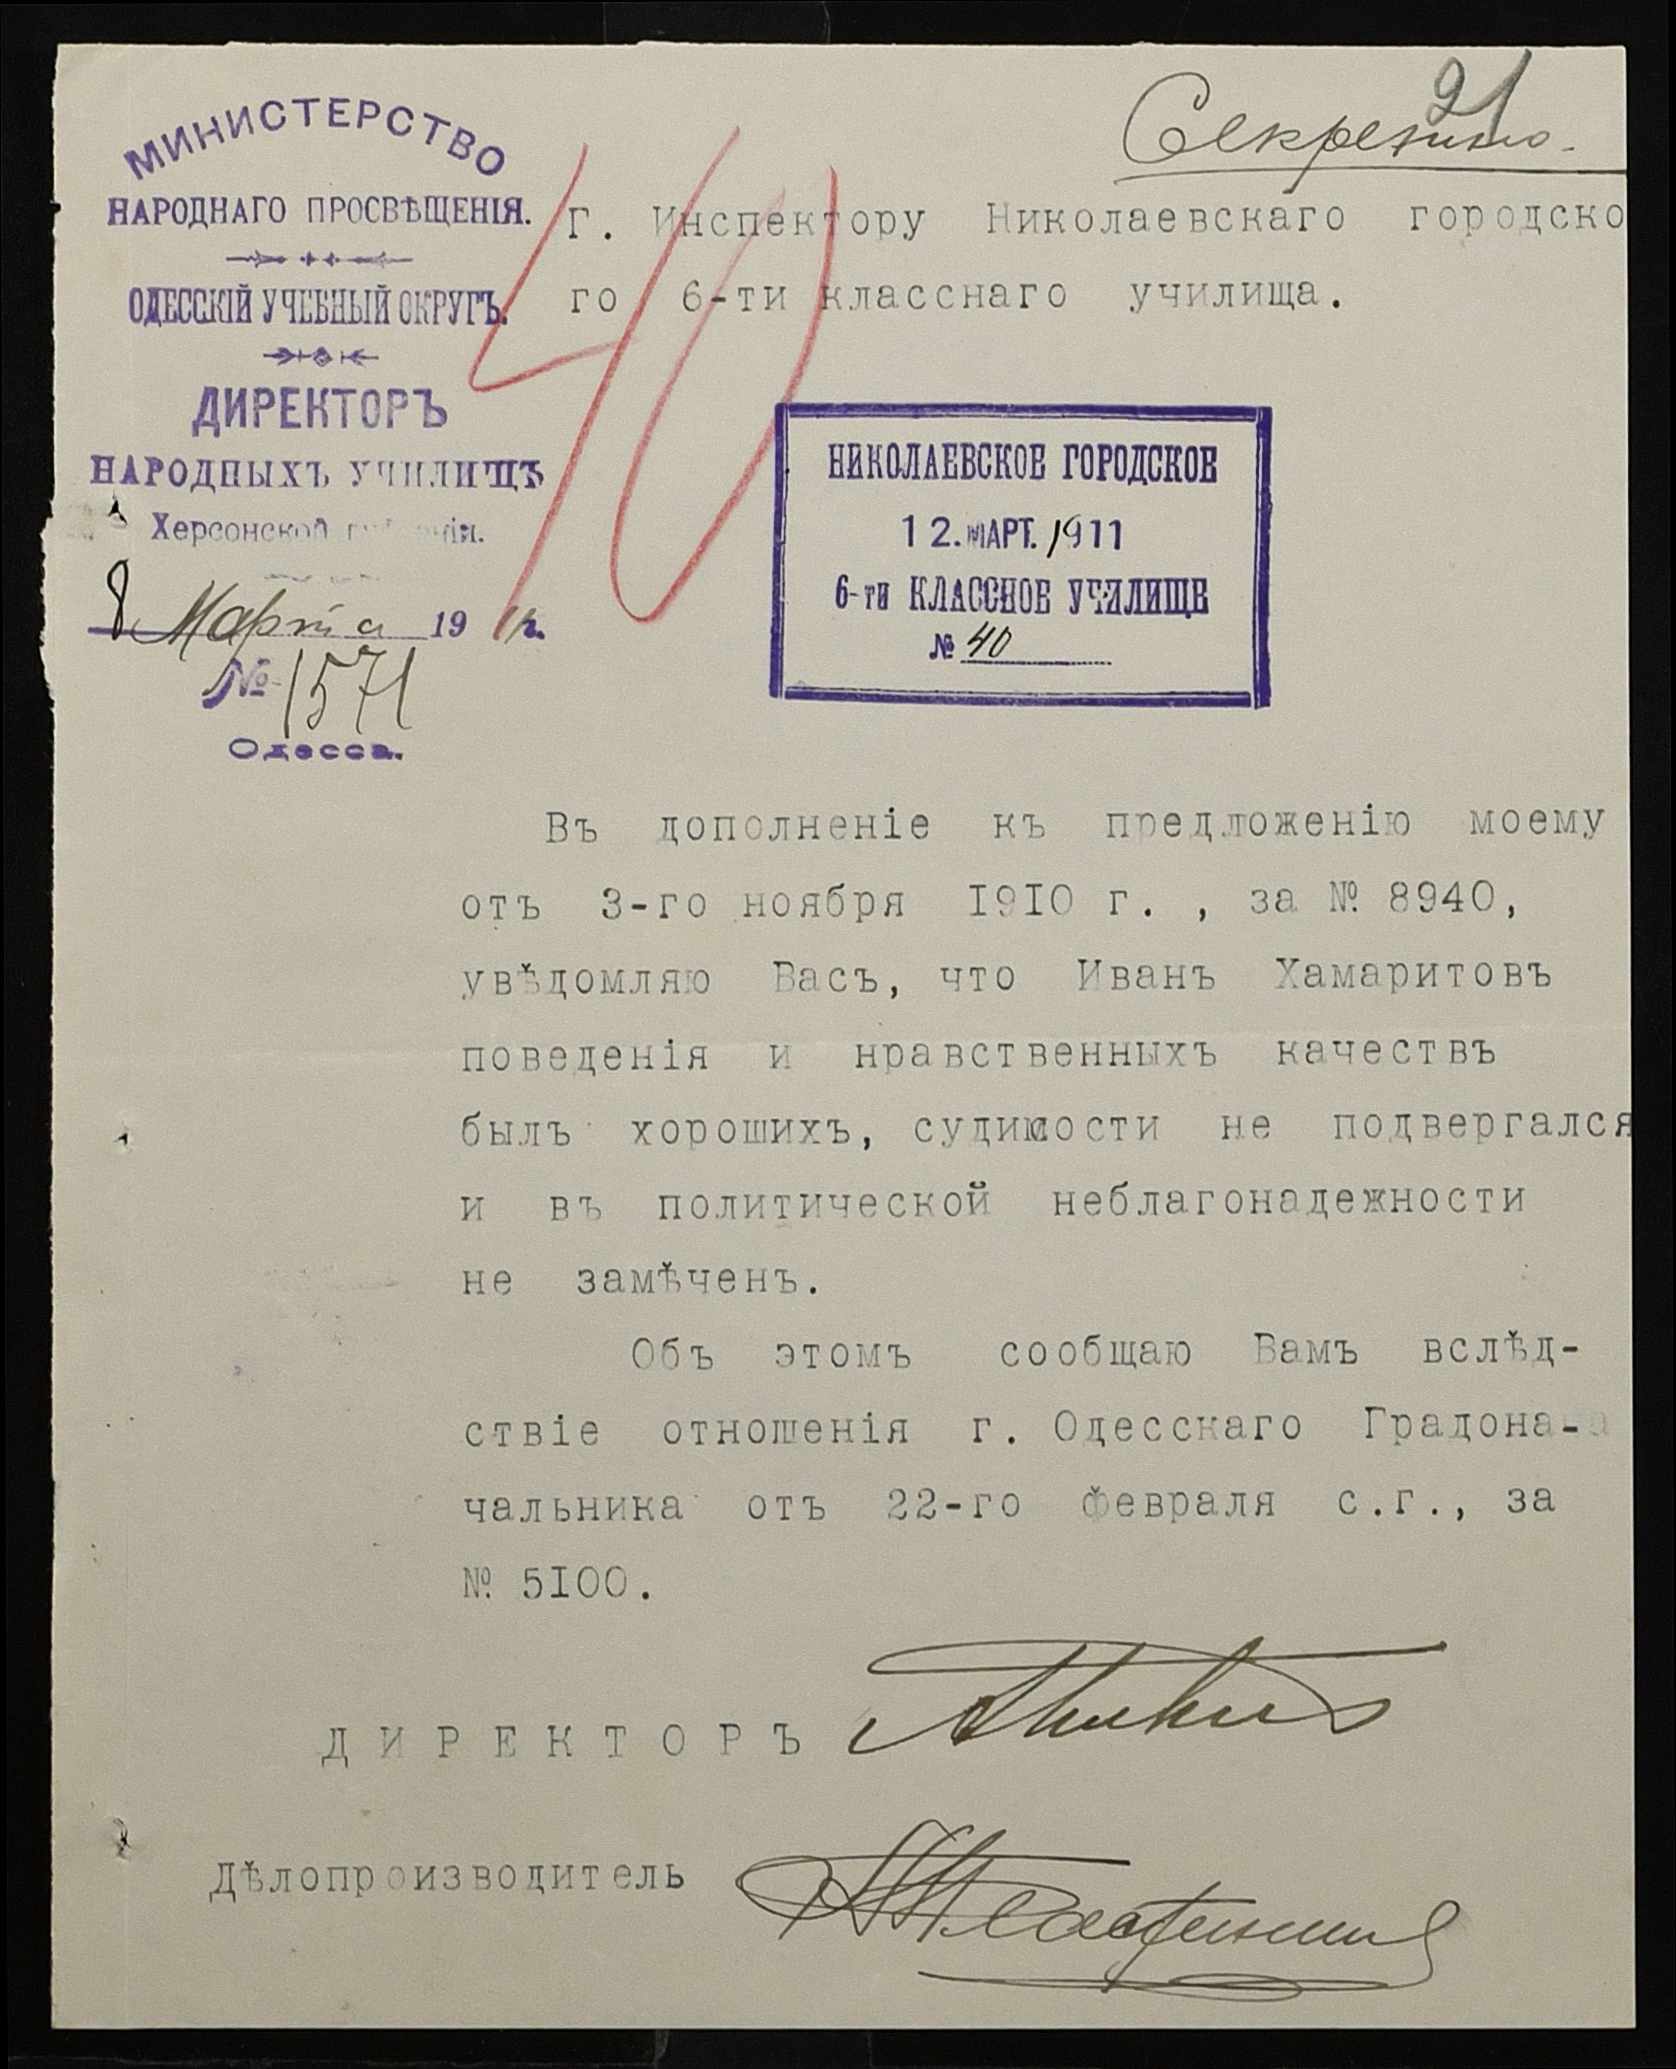 21
Секретно.
МИНИСТЕРСТВО
НАРОДНАГО ПРОСВѢЩЕНІЯ.
ОДЕССКІЙ УЧЕБНЫЙ ОКРУГЪ.
ДИРЕКТОРЪ
НАРОДНЫХЪ УЧИЛИЩЪ
Херсонской губерніи.
8 Марта 1911 г.
№ 1571
Одесса.
40
Г. Инспектору Николаевскаго городско
го 6-ти класснаго училища.
НИКОЛАЕВСКОЕ ГОРОДСКОЕ
12. МАРТ. 1911
6-ти КЛАССНОЕ УЧИЛИЩЕ
№ 40
Въ дополненіе къ предложенію моему
отъ 3-го ноября I9I0 г. , за № 8940,
увѣдомляю Васъ, что Иванъ Хамаритовъ
поведенія и нравственныхъ качествъ
былъ хорошихъ, судимости не подвергался
и въ политической неблагонадежности
не замѣченъ.
Объ этомъ сообщаю Вамъ вслѣд-
ствіе отношенія г. Одесскаго Градона-
чальника отъ 22-го февраля с.г., за
№ 5I00.
ДИРЕКТОРЪ
Дѣлопроизводитель